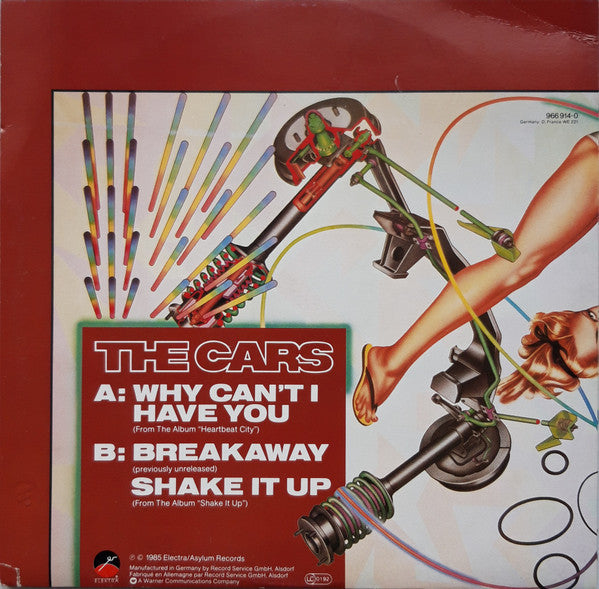 966 914-0
Germany: D, France WE 221
THE CARS
A: WHY CAN'T I
HAVE YOU
(From The Album "Heartbeat City")
B: BREAKAWAY
(previously unreleased)
SHAKE IT UP
(From The Album "Shake It Up")
℗ © 1985 Electra/Asylum Records
Manufactured in Germany by Record Service GmbH, Alsdorf
Fabriqué en Allemagne par Record Service GmbH, Alsdorf
A Warner Communications Company
ELEKTRA
LC 0192